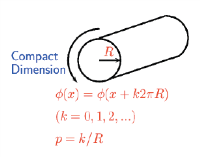 R
Compact
Dimension
ϕ(x) = ϕ(x + k2πR)
(k = 0, 1, 2, ...)
p = k/R